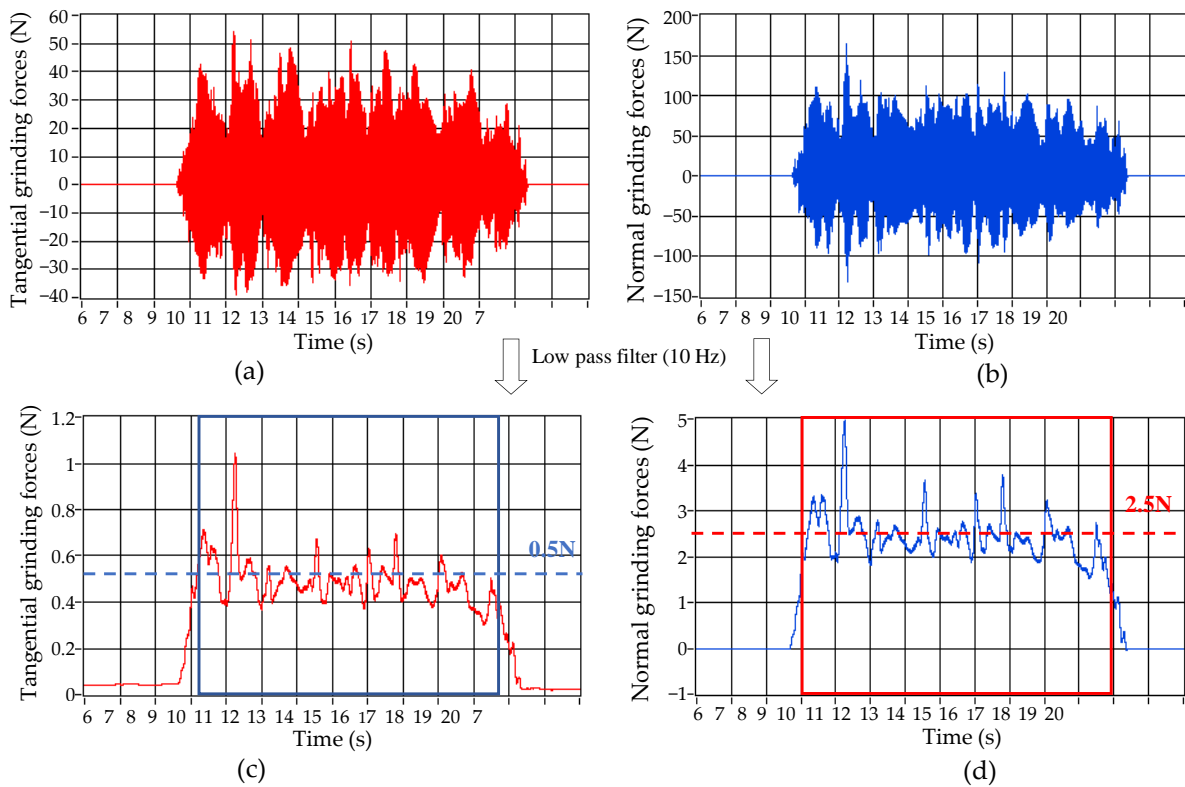 Tangential grinding forces (N)
60
50
40
30
20
10
0
−10
−20
−30
−40
6 7 8 9 10 11 12 13 14 15 16 17 18 19 20 7
Time (s)
(a)
Normal grinding forces (N)
200
150
100
50
0
−50
−100
−150
6 7 8 9 10 11 12 13 14 15 16 17 18 19 20
Time (s)
(b)
Low pass filter (10 Hz)
Tangential grinding forces (N)
1.2
1
0.8
0.6
0.4
0.2
0
0.5N
6 7 8 9 10 11 12 13 14 15 16 17 18 19 20 7
Time (s)
(c)
Normal grinding forces (N)
5
4
3
2
1
0
−1
2.5N
6 7 8 9 10 11 12 13 14 15 16 17 18 19 20
Time (s)
(d)